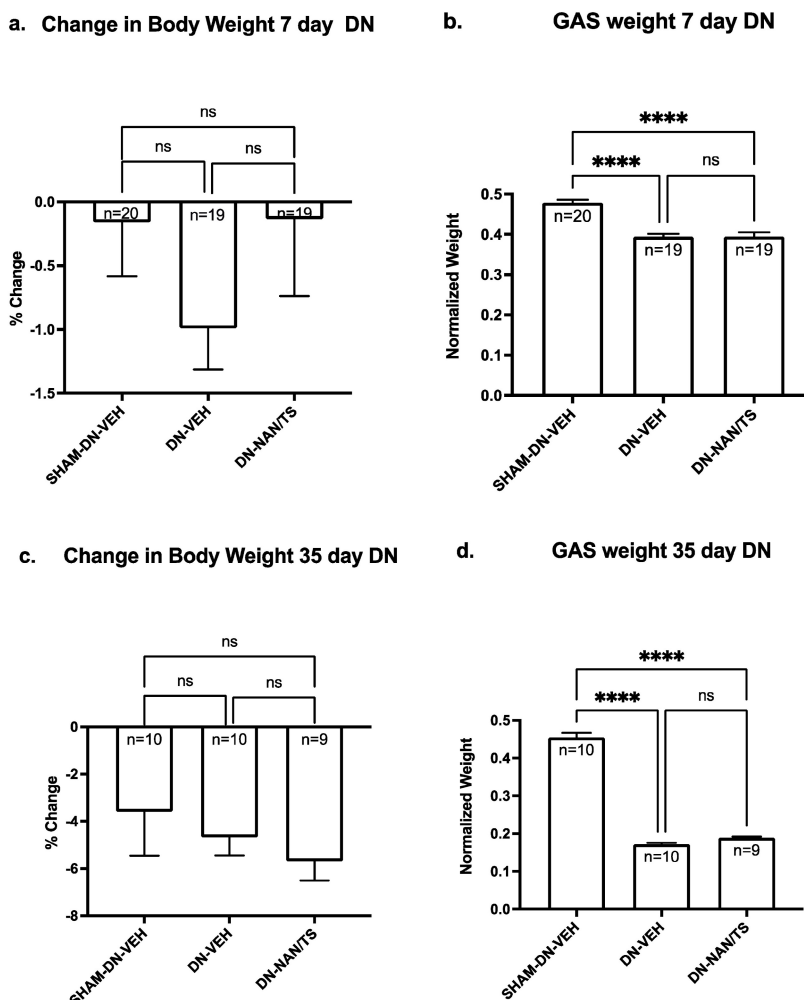 a. Change in Body Weight 7 day DN
ns
ns
ns
0.0
-0.5
-1.0
-1.5
% Change
n=20
n=19
n=19
SHAM-DN-VEH
DN-VEH
DN-NAN/TS
b. GAS weight 7 day DN
****
****
ns
0.5
0.4
0.3
0.2
0.1
0.0
Normalized Weight
n=20
n=19
n=19
SHAM-DN-VEH
DN-VEH
DN-NAN/TS
c. Change in Body Weight 35 day DN
ns
ns
ns
0
-2
-4
-6
-8
% Change
n=10
n=10
n=9
SHAM-DN-VEH
DN-VEH
DN-NAN/TS
d. GAS weight 35 day DN
****
****
ns
0.5
0.4
0.3
0.2
0.1
0.0
Normalized Weight
n=10
n=10
n=9
SHAM-DN-VEH
DN-VEH
DN-NAN/TS